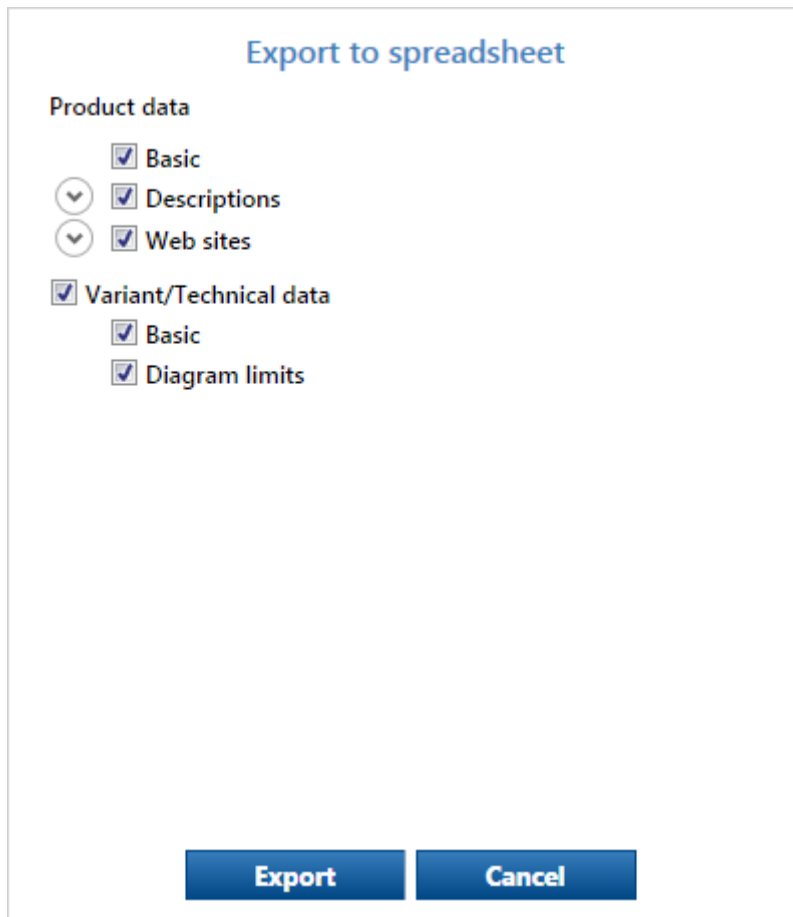 Export to spreadsheet
Product data
Basic
Descriptions
Web sites
Variant/Technical data
Basic
Diagram limits
Export Cancel